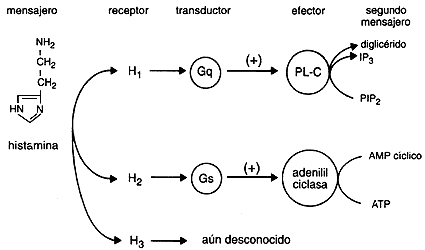 mensajero receptor transductor efector segundo mensajero
NH₂
CH₂
CH₂
HN N
histamina
H₁ Gq (+) PL-C
diglicérido
IP₃
PIP₂
H₂ Gs (+) adenilil ciclasa
AMP cíclico
ATP
H₃ aún desconocido